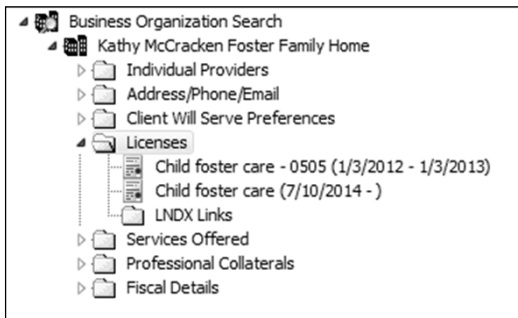 Business Organization Search
Kathy McCracken Foster Family Home
Individual Providers
Address/Phone/Email
Client Will Serve Preferences
Licenses
Child foster care - 0505 (1/3/2012 - 1/3/2013)
Child foster care (7/10/2014 - )
LNDX Links
Services Offered
Professional Collaterals
Fiscal Details